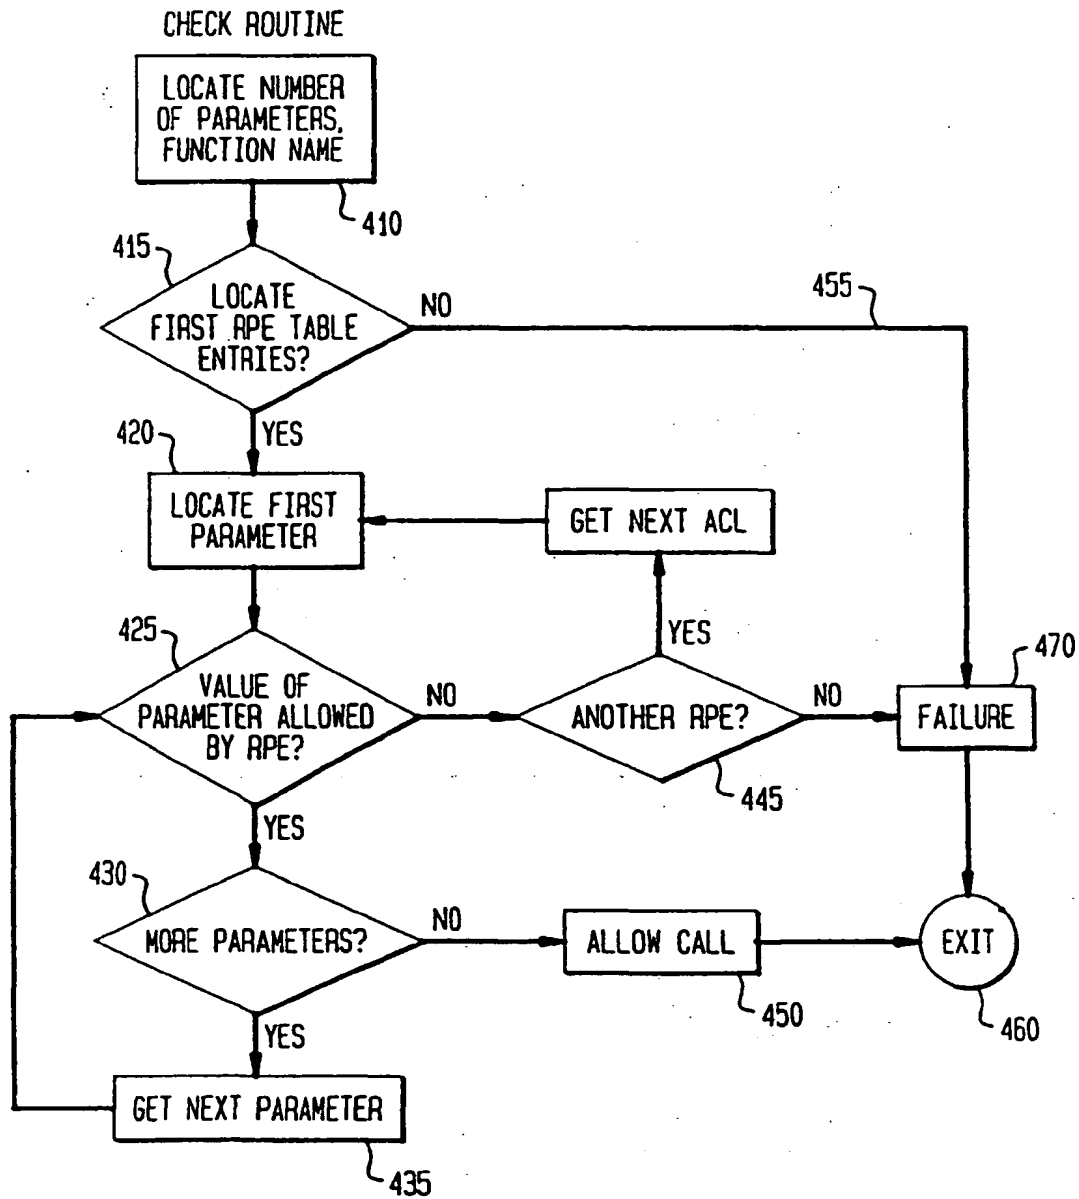 CHECK ROUTINE
LOCATE NUMBER
OF PARAMETERS,
FUNCTION NAME
410
415
LOCATE
FIRST RPE TABLE
ENTRIES?
NO
455
YES
420
LOCATE FIRST
PARAMETER
GET NEXT ACL
425
VALUE OF
PARAMETER ALLOWED
BY RPE?
NO
YES
ANOTHER RPE?
445
NO
470
FAILURE
YES
430
MORE PARAMETERS?
NO
ALLOW CALL
450
EXIT
460
YES
GET NEXT PARAMETER
435